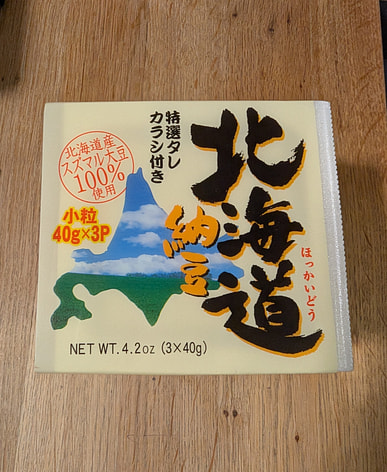 北海道
ほっかいどう
納豆
特選タレ
カラシ付き
北海道産
スズマル大豆
100%
使用
小粒
40g×3P
NET WT. 4.2oz (3×40g)